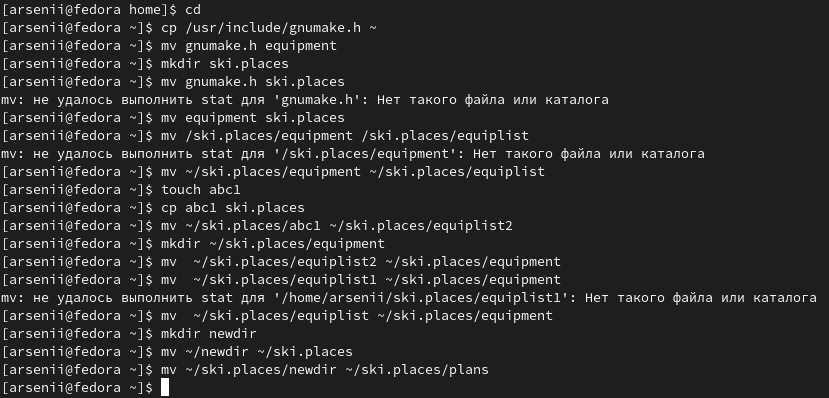 [arsenii@fedora home]$ cd
[arsenii@fedora ~]$ cp /usr/include/gnumake.h ~
[arsenii@fedora ~]$ mv gnumake.h equipment
[arsenii@fedora ~]$ mkdir ski.places
[arsenii@fedora ~]$ mv gnumake.h ski.places
mv: не удалось выполнить stat для 'gnumake.h': Нет такого файла или каталога
[arsenii@fedora ~]$ mv equipment ski.places
[arsenii@fedora ~]$ mv /ski.places/equipment /ski.places/equiplist
mv: не удалось выполнить stat для '/ski.places/equipment': Нет такого файла или каталога
[arsenii@fedora ~]$ mv ~/ski.places/equipment ~/ski.places/equiplist
[arsenii@fedora ~]$ touch abc1
[arsenii@fedora ~]$ cp abc1 ski.places
[arsenii@fedora ~]$ mv ~/ski.places/abc1 ~/ski.places/equiplist2
[arsenii@fedora ~]$ mkdir ~/ski.places/equipment
[arsenii@fedora ~]$ mv  ~/ski.places/equiplist2 ~/ski.places/equipment
[arsenii@fedora ~]$ mv  ~/ski.places/equiplist1 ~/ski.places/equipment
mv: не удалось выполнить stat для '/home/arsenii/ski.places/equiplist1': Нет такого файла или каталога
[arsenii@fedora ~]$ mv  ~/ski.places/equiplist ~/ski.places/equipment
[arsenii@fedora ~]$ mkdir newdir
[arsenii@fedora ~]$ mv ~/newdir ~/ski.places
[arsenii@fedora ~]$ mv ~/ski.places/newdir ~/ski.places/plans
[arsenii@fedora ~]$